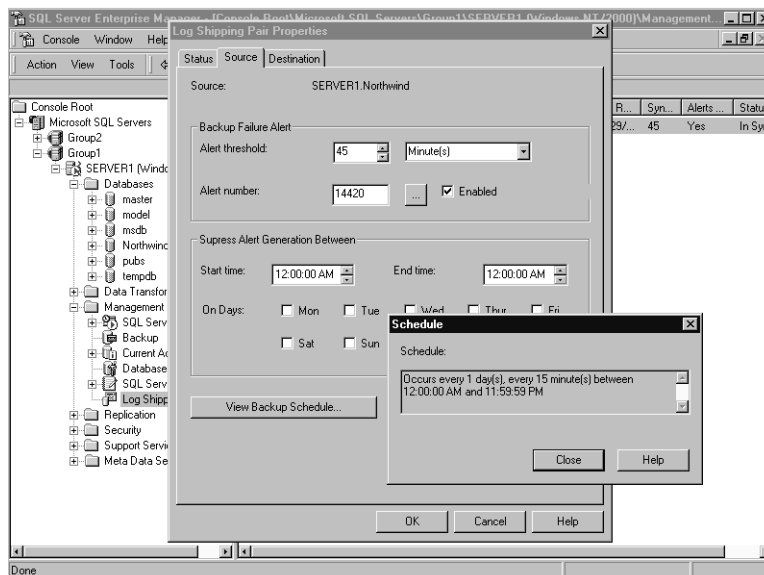 SQL Server Enterprise Manager - [Console Root\Microsoft SQL Servers\Group1\SERVER1 (Windows NT/2000)\Management...
Console Window Help
Action View Tools
Log Shipping Pair Properties
Status Source Destination
Source: SERVER1.Northwind
Backup Failure Alert
Alert threshold: 45 Minute(s)
Alert number: 14420 ... Enabled
Supress Alert Generation Between
Start time: 12:00:00 AM End time: 12:00:00 AM
On Days: Mon Tue Wed Thur Fri
Sat Sun
View Backup Schedule...
OK Cancel Help
Schedule
Schedule:
Occurs every 1 day(s), every 15 minute(s) between
12:00:00 AM and 11:59:59 PM
Close Help
Console Root
Microsoft SQL Servers
Group2
Group1
SERVER1 (Windo
Databases
master
model
msdb
Northwind
pubs
tempdb
Data Transfor
Management
SQL Serv
Backup
Current Ac
Database
SQL Serv
Log Shipp
Replication
Security
Support Servi
Meta Data Se
R... Syn... Alerts ... Statu
29/... 45 Yes In Sy
Done